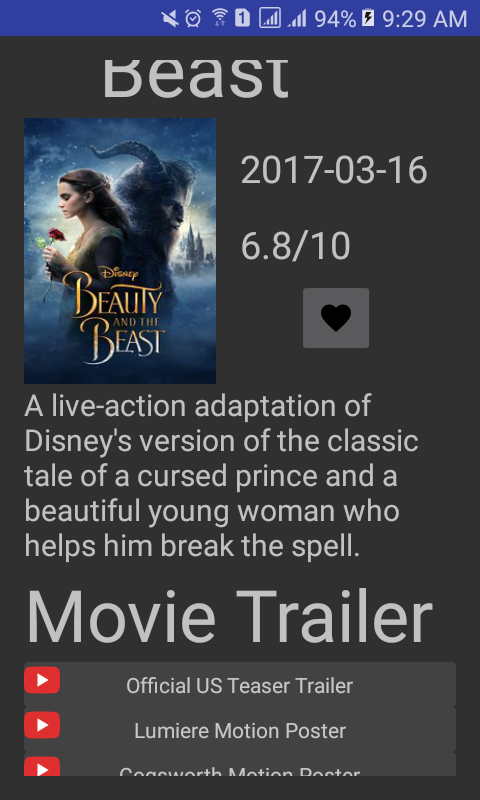 1 94% 9:29 AM
Beast
2017-03-16
6.8/10
Disney
BEAUTY
AND THE
BEAST
A live-action adaptation of
Disney's version of the classic
tale of a cursed prince and a
beautiful young woman who
helps him break the spell.
Movie Trailer
Official US Teaser Trailer
Lumiere Motion Poster
Cogsworth Motion Poster